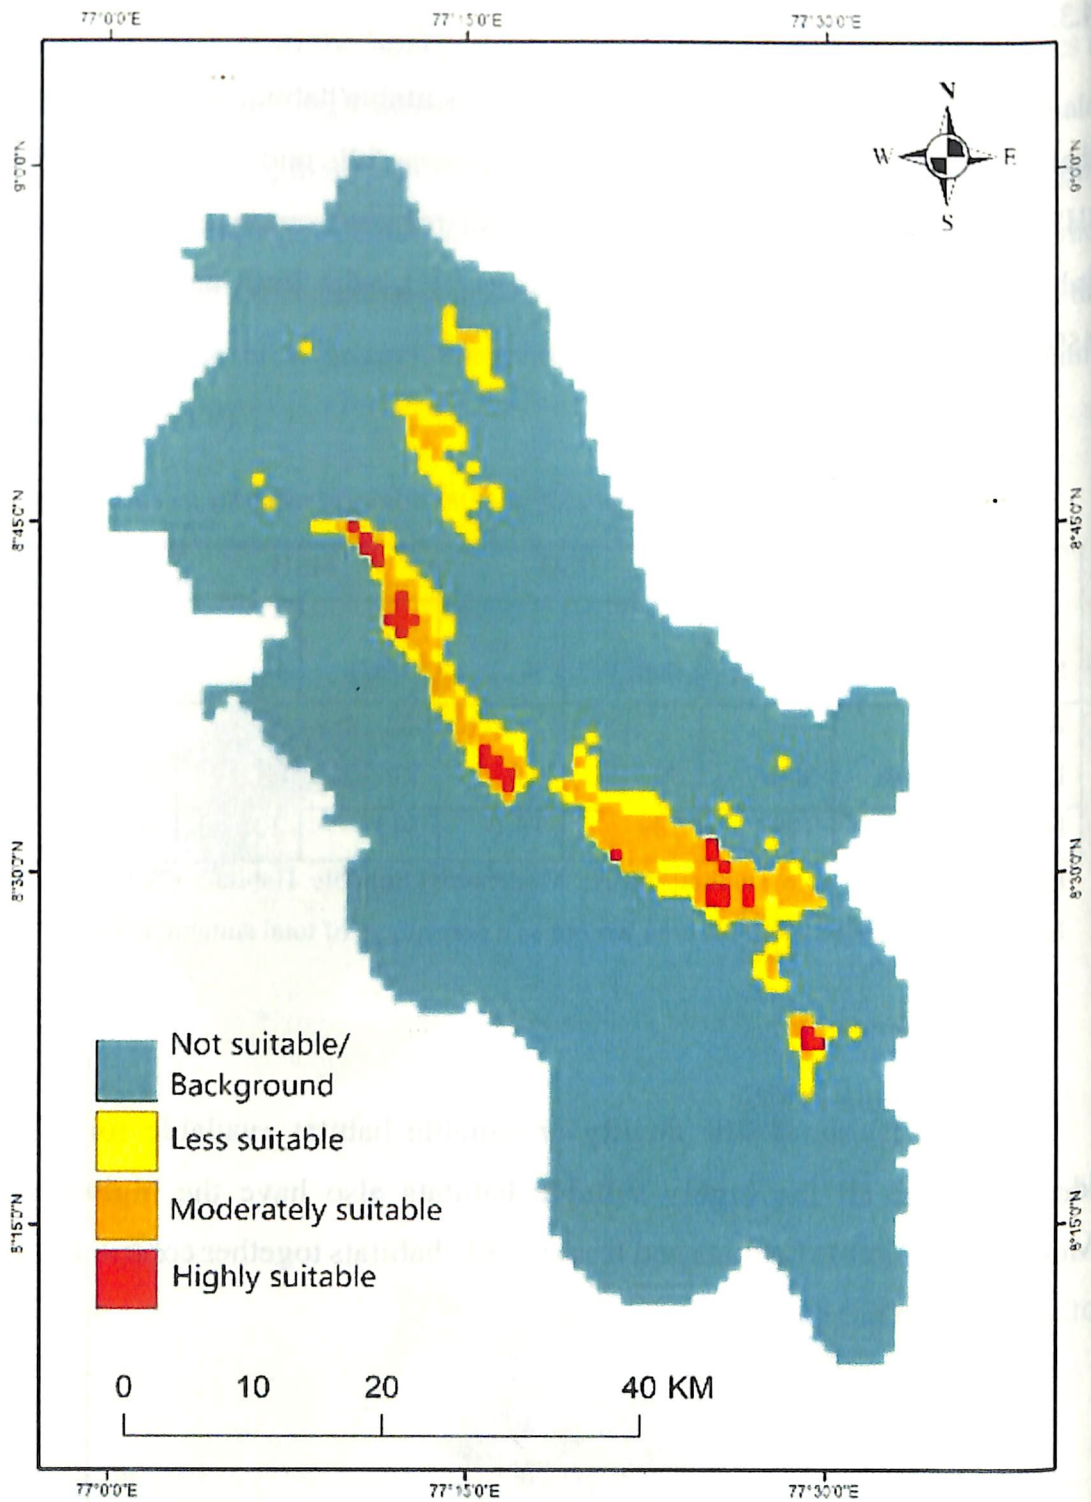 77°0'0"E 77°15'0"E 77°30'0"E
N
W E
S
9°0'0"N 9°0'0"N
8°45'0"N 8°45'0"N
8°30'0"N 8°30'0"N
8°15'0"N 8°15'0"N
Not suitable/
Background
Less suitable
Moderately suitable
Highly suitable
0 10 20 40 KM
77°0'0"E 77°15'0"E 77°30'0"E